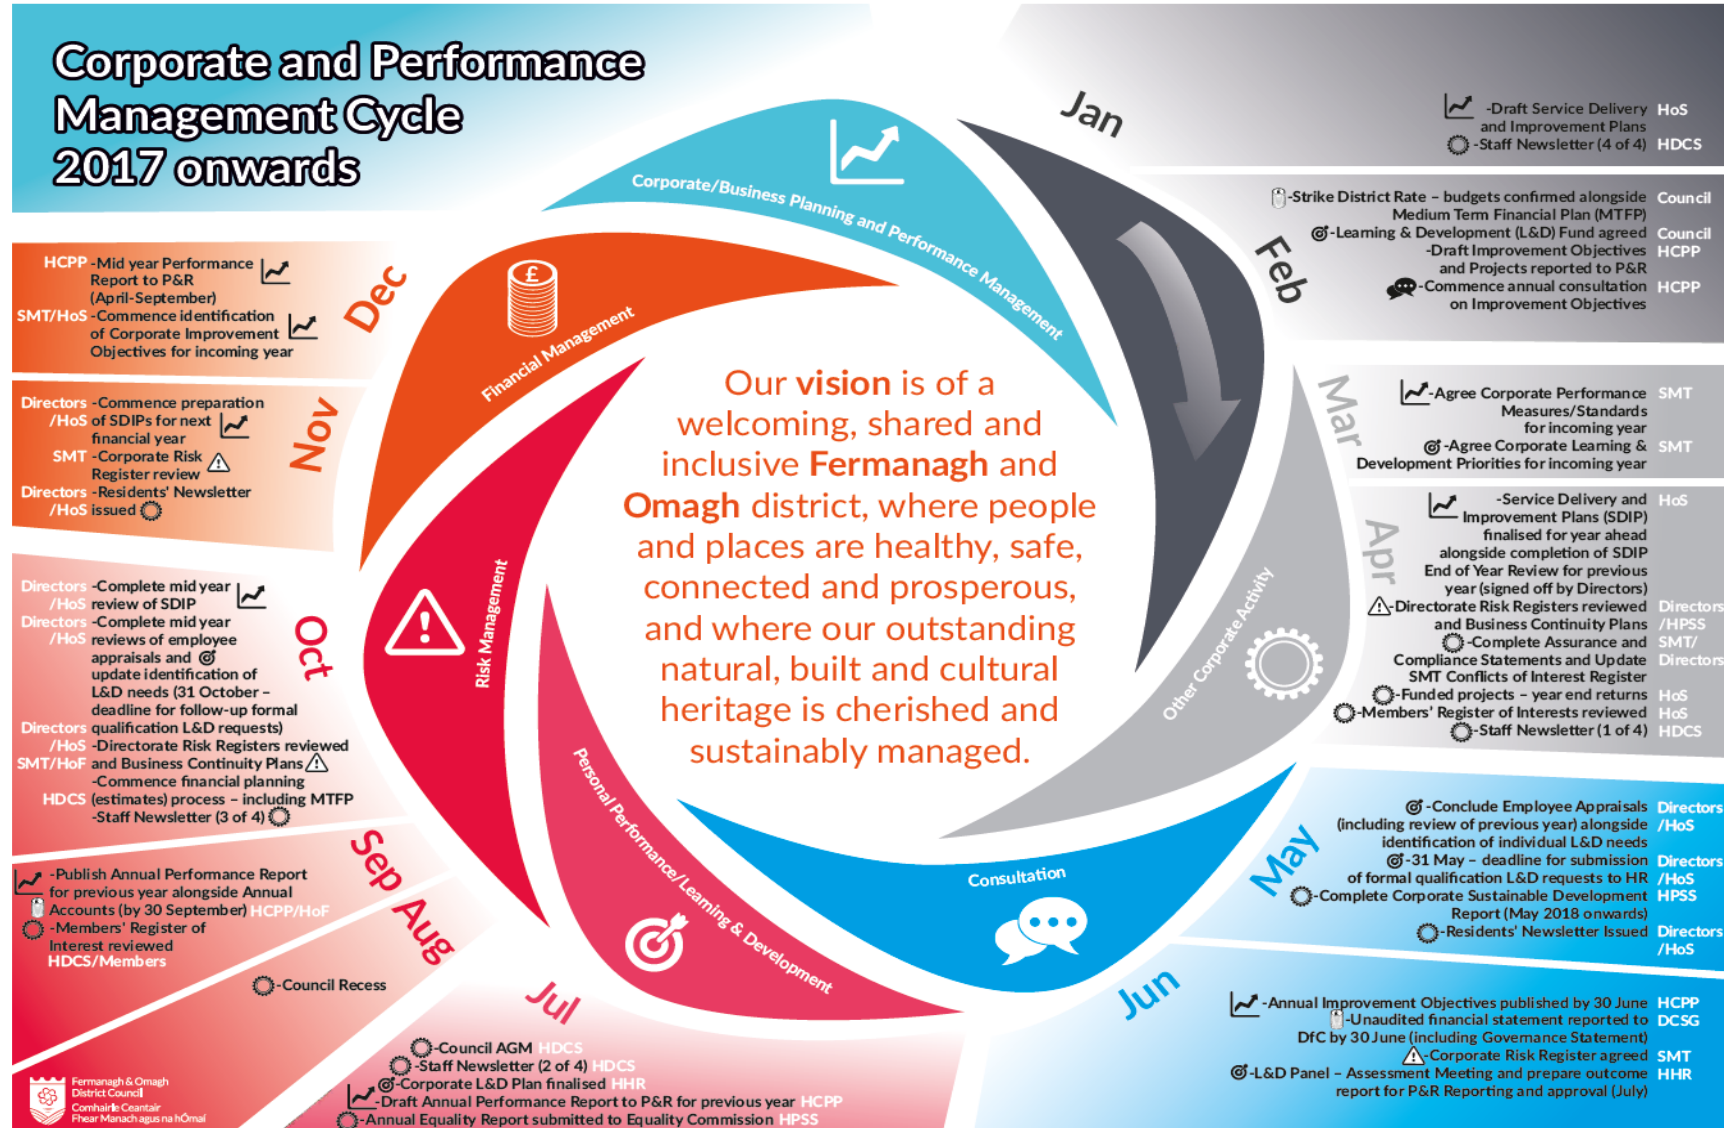 Corporate and Performance
Management Cycle
2017 onwards
Corporate/Business Planning and Performance Management
Financial Management
£
Risk Management
Personal Performance/Learning & Development
Consultation
Other Corporate Activity
Our vision is of a
welcoming, shared and
inclusive Fermanagh and
Omagh district, where people
and places are healthy, safe,
connected and prosperous,
and where our outstanding
natural, built and cultural
heritage is cherished and
sustainably managed.
Jan
-Draft Service Delivery HoS
and Improvement Plans
-Staff Newsletter (4 of 4) HDCS
Feb
-Strike District Rate – budgets confirmed alongside Council
Medium Term Financial Plan (MTFP)
-Learning & Development (L&D) Fund agreed Council
-Draft Improvement Objectives HCPP
and Projects reported to P&R
-Commence annual consultation HCPP
on Improvement Objectives
Mar
-Agree Corporate Performance SMT
Measures/Standards
for incoming year
-Agree Corporate Learning & SMT
Development Priorities for incoming year
Apr
-Service Delivery and HoS
Improvement Plans (SDIP)
finalised for year ahead
alongside completion of SDIP
End of Year Review for previous
year (signed off by Directors)
-Directorate Risk Registers reviewed Directors
and Business Continuity Plans /HPSS
-Complete Assurance and SMT/
Compliance Statements and Update Directors
SMT Conflicts of Interest Register
-Funded projects – year end returns HoS
-Members' Register of Interests reviewed HoS
-Staff Newsletter (1 of 4) HDCS
May
-Conclude Employee Appraisals Directors
(including review of previous year) alongside /HoS
identification of individual L&D needs
-31 May – deadline for submission Directors
of formal qualification L&D requests to HR /HoS
-Complete Corporate Sustainable Development HPSS
Report (May 2018 onwards)
-Residents' Newsletter Issued Directors
/HoS
Jun
-Annual Improvement Objectives published by 30 June HCPP
-Unaudited financial statement reported to DCSG
DfC by 30 June (including Governance Statement)
-Corporate Risk Register agreed SMT
-L&D Panel – Assessment Meeting and prepare outcome HHR
report for P&R Reporting and approval (July)
Jul
-Council AGM HDCS
-Staff Newsletter (2 of 4) HDCS
-Corporate L&D Plan finalised HHR
-Draft Annual Performance Report to P&R for previous year HCPP
-Annual Equality Report submitted to Equality Commission HPSS
Aug
-Council Recess
Sep
-Publish Annual Performance Report
for previous year alongside Annual
Accounts (by 30 September) HCPP/HoF
-Members' Register of
Interest reviewed
HDCS/Members
Oct
Directors -Complete mid year
/HoS review of SDIP
Directors -Complete mid year
/HoS reviews of employee
appraisals and
update identification of
L&D needs (31 October –
deadline for follow-up formal
Directors qualification L&D requests)
/HoS -Directorate Risk Registers reviewed
SMT/HoF and Business Continuity Plans
-Commence financial planning
HDCS (estimates) process – including MTFP
-Staff Newsletter (3 of 4)
Nov
Directors -Commence preparation
/HoS of SDIPs for next
financial year
SMT -Corporate Risk
Register review
Directors -Residents' Newsletter
/HoS issued
Dec
HCPP -Mid year Performance
Report to P&R
(April-September)
SMT/HoS -Commence identification
of Corporate Improvement
Objectives for incoming year
Fermanagh & Omagh
District Council
Comhairle Ceantair
Fhear Manach agus na hÓmaí